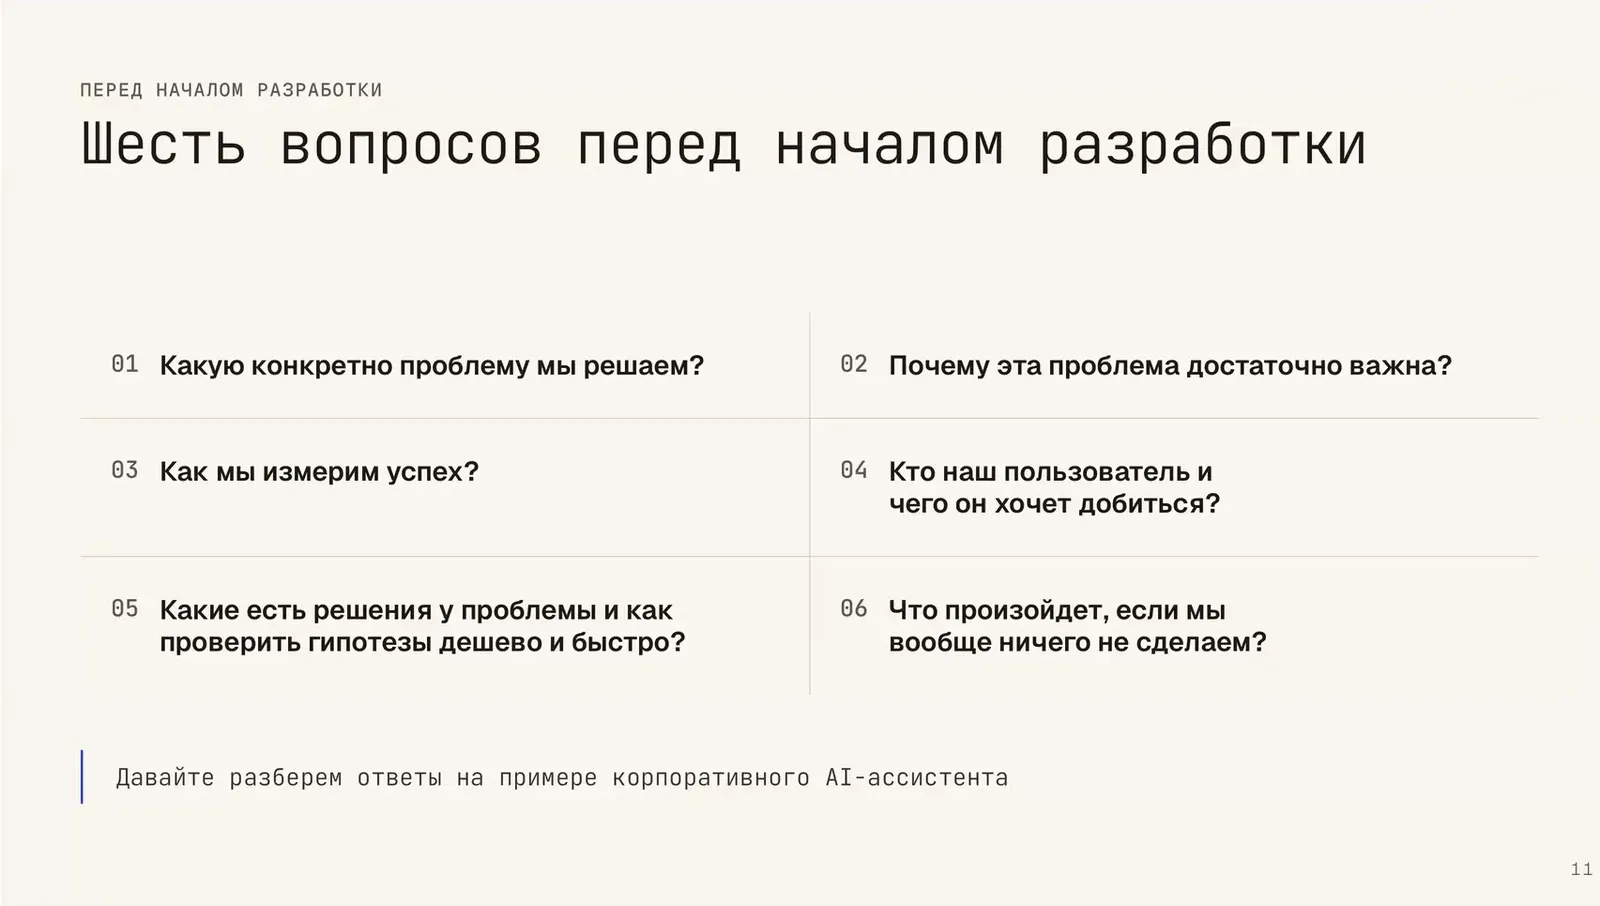 ПЕРЕД НАЧАЛОМ РАЗРАБОТКИ
Шесть вопросов перед началом разработки
01 Какую конкретно проблему мы решаем?
02 Почему эта проблема достаточно важна?
03 Как мы измерим успех?
04 Кто наш пользователь и
чего он хочет добиться?
05 Какие есть решения у проблемы и как
проверить гипотезы дешево и быстро?
06 Что произойдет, если мы
вообще ничего не сделаем?
Давайте разберем ответы на примере корпоративного AI-ассистента
11